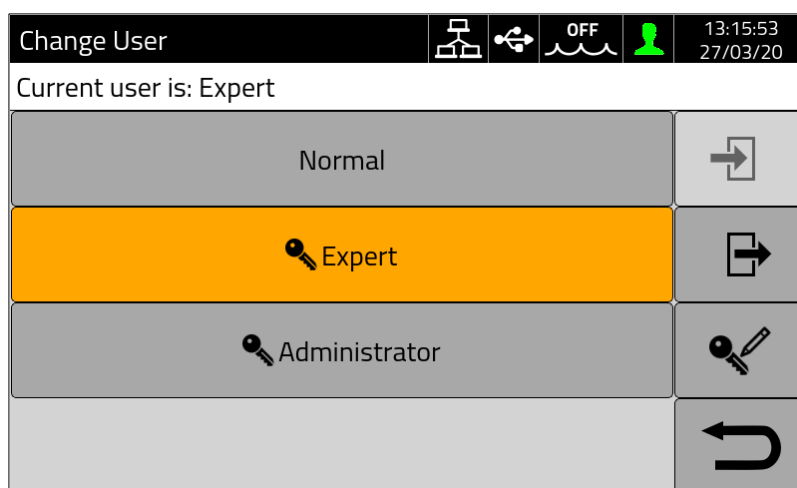 Change User
OFF
13:15:53
27/03/20
Current user is: Expert
Normal
Expert
Administrator